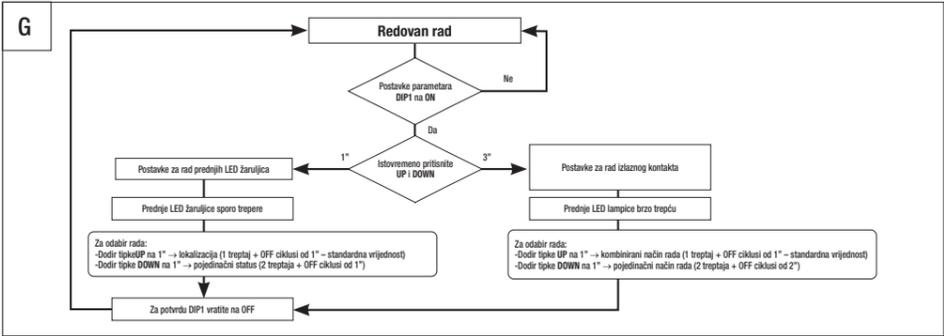 G
Redovan rad
Postavke parametara
DIP1 na ON
Ne
Da
Istovremeno pritisnite
UP i DOWN
1”
3”
Postavke za rad prednjih LED žaruljica
Prednje LED žaruljice sporo trepere
Za odabir rada:
-Dodir tipkeUP na 1” → lokalizacija (1 treptaj + OFF ciklusi od 1” – standardna vrijednost)
-Dodir tipke DOWN na 1” → pojedinačni status (2 treptaj + OFF ciklusi od 1”)
Postavke za rad izlaznog kontakta
Prednje LED lampice brzo trepću
Za odabir rada:
-Dodir tipke UP na 1” → kombinirani način rada (1 treptaj + OFF ciklusi od 1” – standardna vrijednost)
-Dodir tipke DOWN na 1” → pojedinačni način rada (2 treptaja + OFF ciklusi od 2”)
Za potvrdu DIP1 vratite na OFF